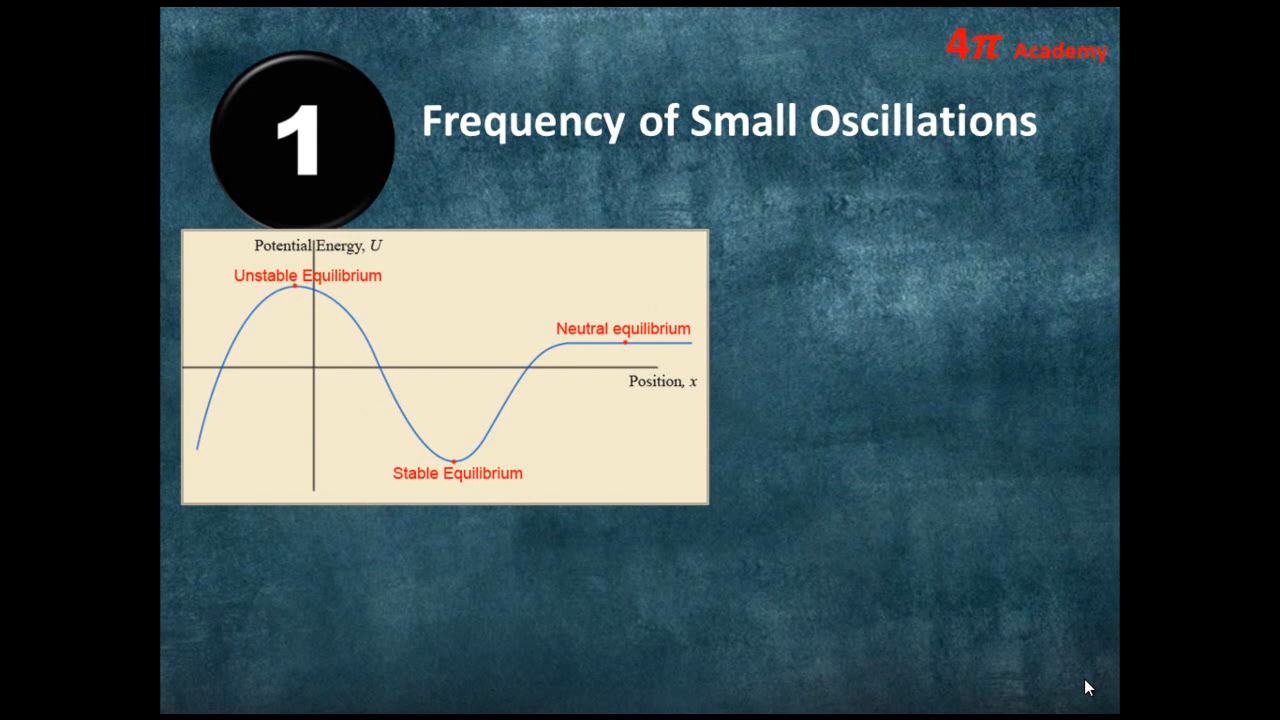 4π Academy
1
Frequency of Small Oscillations
Potential Energy, U
Unstable Equilibrium
Neutral equilibrium
Position, x
Stable Equilibrium